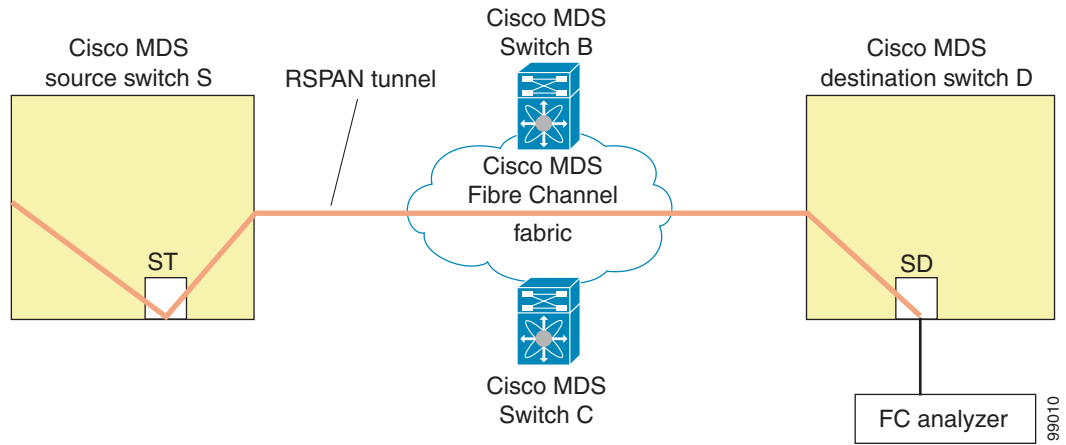 Cisco MDS
source switch S
RSPAN tunnel
Cisco MDS
Switch B
Cisco MDS
destination switch D
Cisco MDS
Fibre Channel
fabric
ST
SD
Cisco MDS
Switch C
FC analyzer
99010